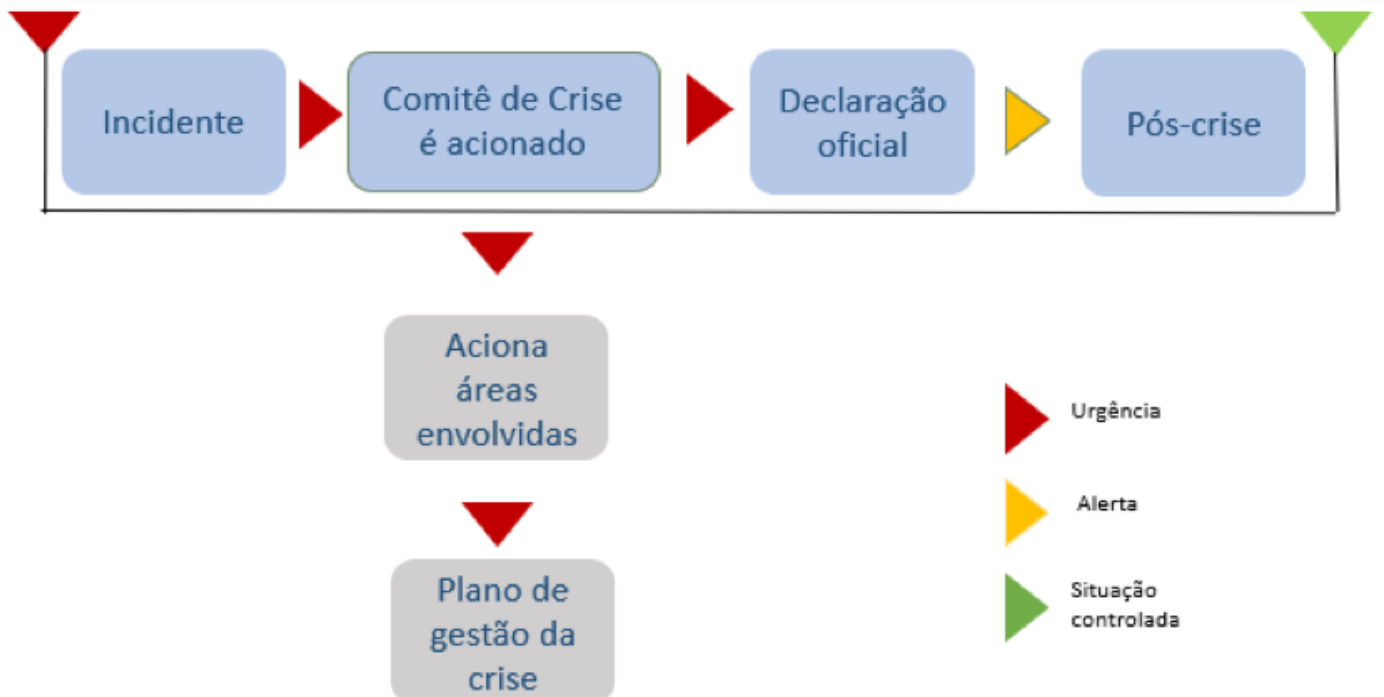 Incidente
Comitê de Crise
é acionado
Declaração
oficial
Pós-crise
Aciona
áreas
envolvidas
Plano de
gestão da
crise
Urgência
Alerta
Situação
controlada